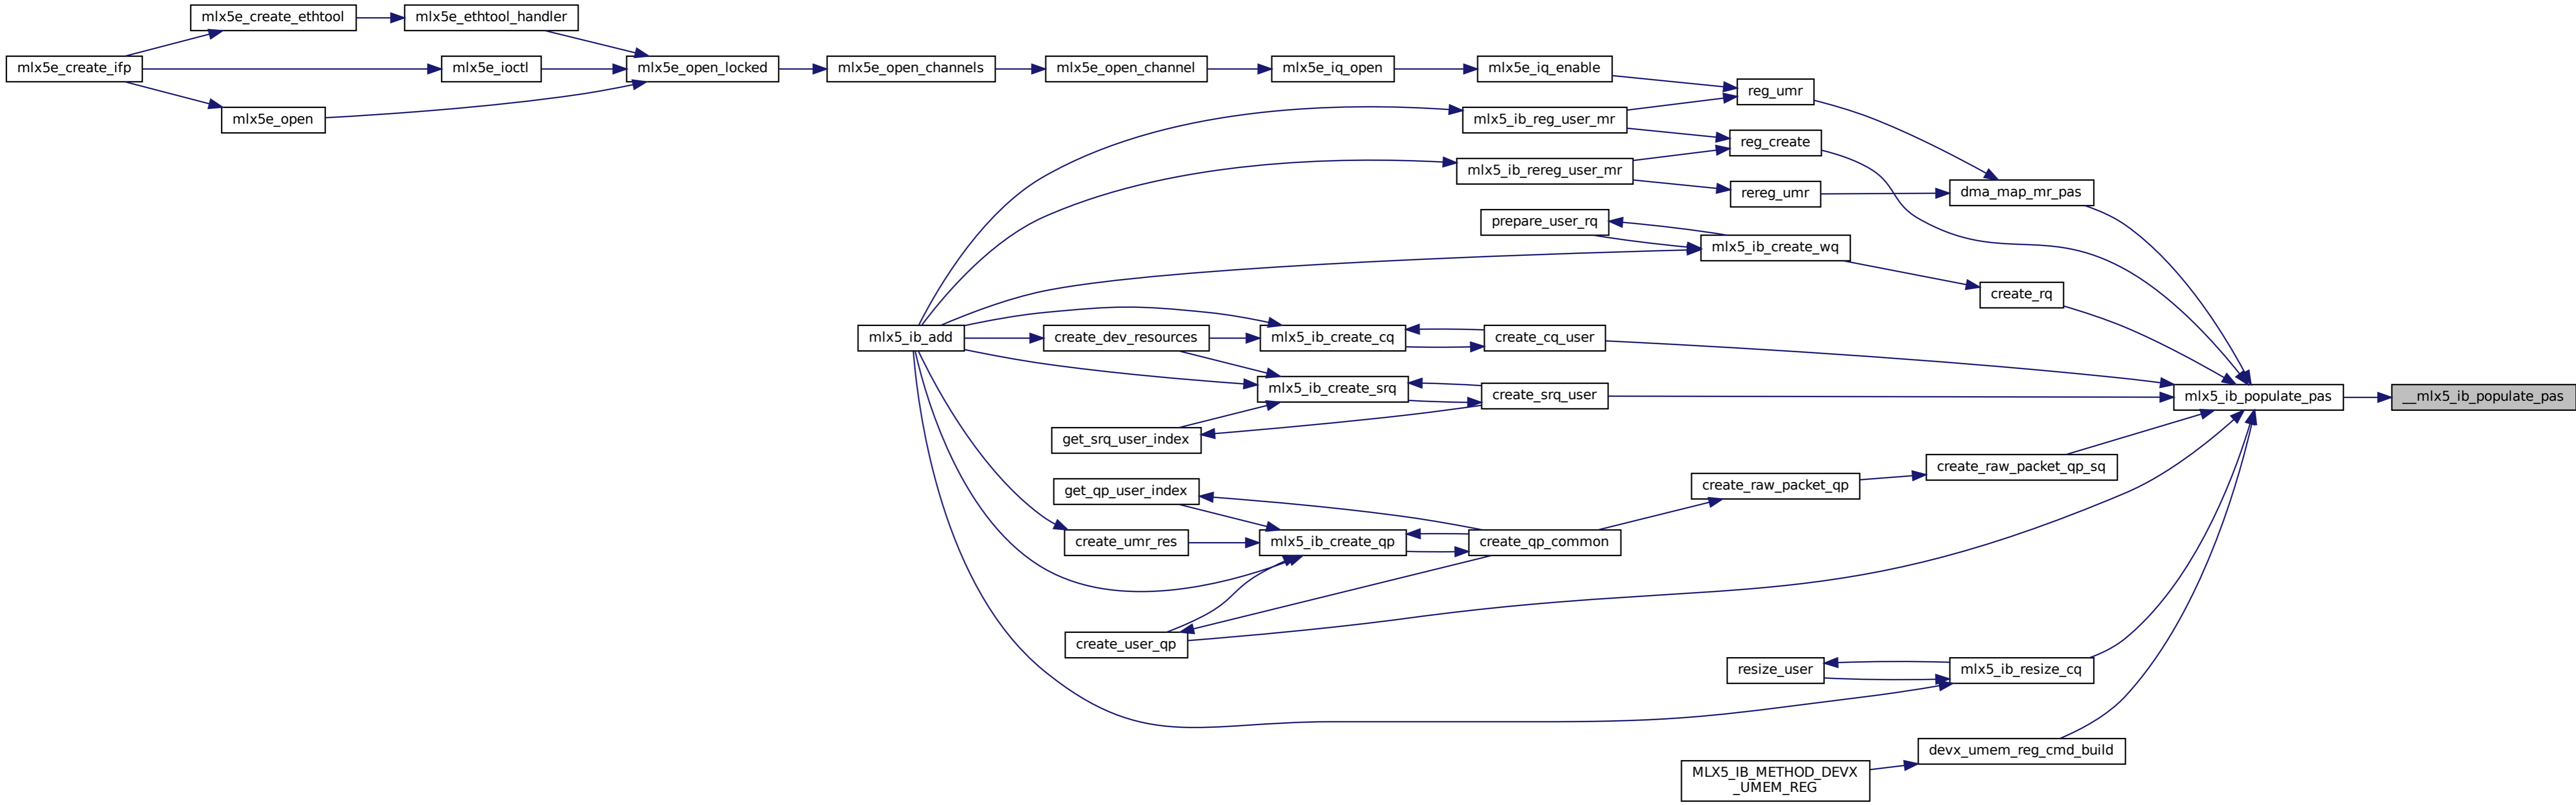 mlx5e_create_ethtool
mlx5e_ethtool_handler
mlx5e_create_ifp
mlx5e_ioctl
mlx5e_open_locked
mlx5e_open_channels
mlx5e_open_channel
mlx5e_iq_open
mlx5e_iq_enable
reg_umr
mlx5e_open
mlx5_ib_reg_user_mr
reg_create
mlx5_ib_rereg_user_mr
rereg_umr
dma_map_mr_pas
prepare_user_rq
mlx5_ib_create_wq
create_rq
mlx5_ib_add
create_dev_resources
mlx5_ib_create_cq
create_cq_user
mlx5_ib_create_srq
create_srq_user
mlx5_ib_populate_pas
__mlx5_ib_populate_pas
get_srq_user_index
create_raw_packet_qp_sq
get_qp_user_index
create_raw_packet_qp
create_umr_res
mlx5_ib_create_qp
create_qp_common
create_user_qp
resize_user
mlx5_ib_resize_cq
devx_umem_reg_cmd_build
MLX5_IB_METHOD_DEVX
_UMEM_REG